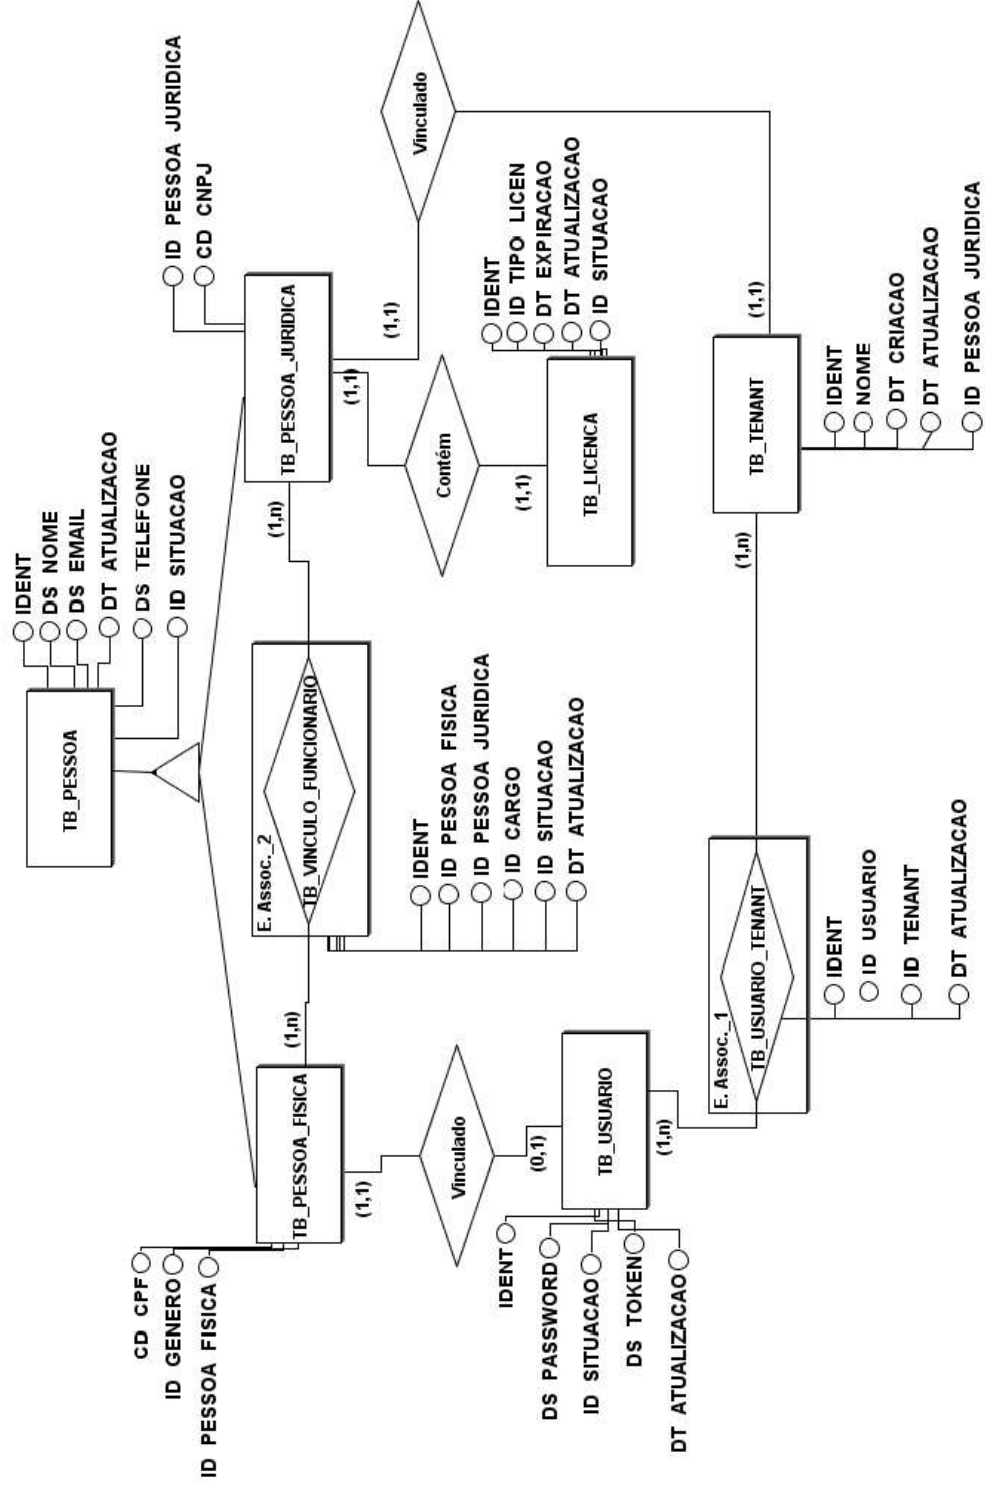 IDENT
DS NOME
DS EMAIL
DT ATUALIZACAO
DS TELEFONE
ID SITUACAO
TB_PESSOA
CD CPF
ID GENERO
ID PESSOA FISICA
TB_PESSOA_FISICA
(1,n)
E. Assoc._2
TB_VINCULO_FUNCIONARIO
(1,n)
TB_PESSOA_JURIDICA
ID PESSOA JURIDICA
CD CNPJ
IDENT
ID PESSOA FISICA
ID PESSOA JURIDICA
ID CARGO
ID SITUACAO
DT ATUALIZACAO
(1,1)
Vinculado
(0,1)
(1,1)
Contém
(1,1)
(1,1)
Vinculado
IDENT
DS PASSWORD
ID SITUACAO
DS TOKEN
DT ATUALIZACAO
TB_USUARIO
(1,n)
TB_LICENCA
IDENT
ID TIPO LICEN
DT EXPIRACAO
DT ATUALIZACAO
ID SITUACAO
E. Assoc._1
TB_USUARIO_TENANT
(1,n)
TB_TENANT
(1,1)
IDENT
ID USUARIO
ID TENANT
DT ATUALIZACAO
IDENT
NOME
DT CRIACAO
DT ATUALIZACAO
ID PESSOA JURIDICA